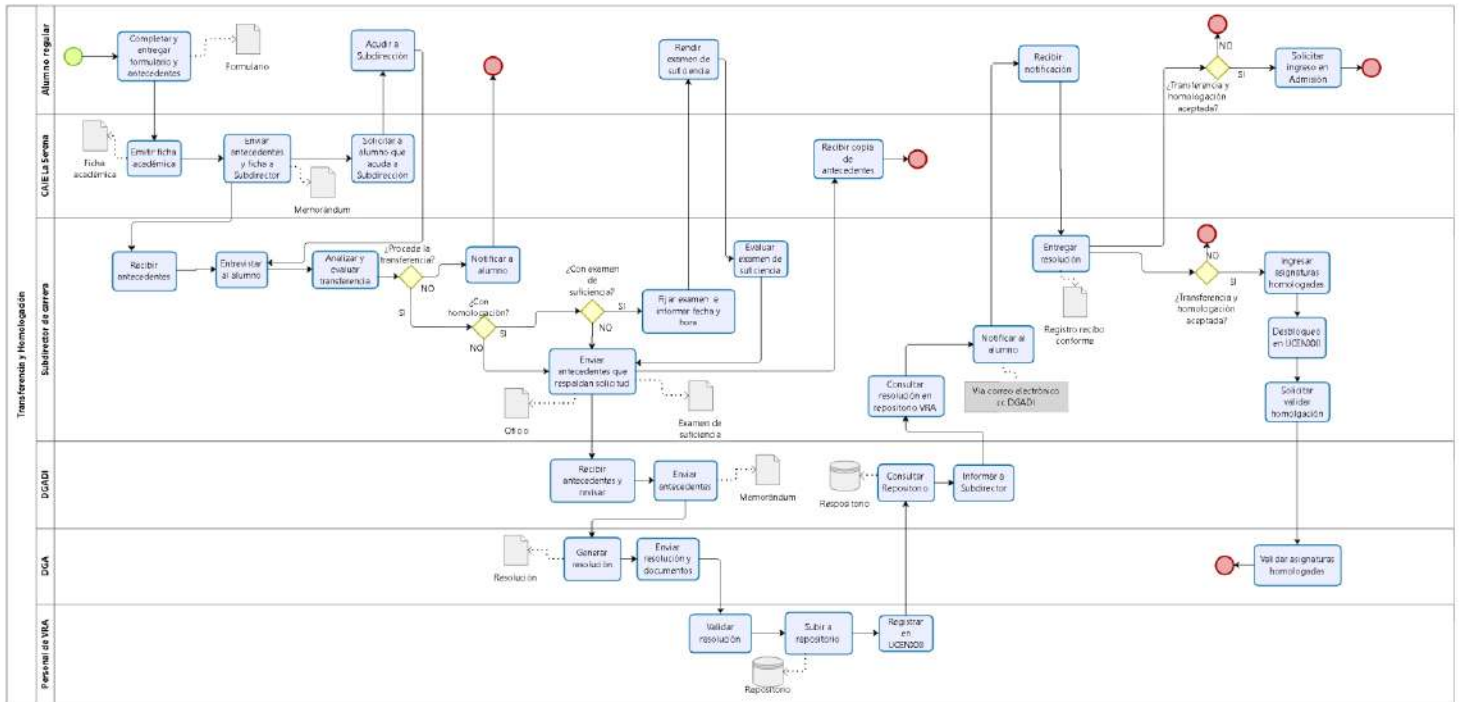 Transferencia y Homologación
Alumno regular
Completar y
entregar
formulario y
antecedentes
Formulario
Acudir a
Subdirección
Rendir
examen de
suficiencia
Recibir
notificación
NO
SI
¿Transferencia y
homologación
aceptada?
Solicitar
ingreso en
Admisión
CAJE La Serena
Ficha
académica
Emitir ficha
académica
Enviar
antecedentes
y ficha a
Subdirector
Memorándum
Solicitar a
alumno que
acuda a
Subdirección
Recibir copia
de
antecedentes
Subdirector de carrera
Recibir
antecedentes
Entrevistar
al alumno
Analizar y
evaluar
transferencia
¿Procede la
transferencia?
NO
SI
Notificar a
alumno
¿Con
homologación?
SI
NO
¿Con examen
de
suficiencia?
SI
NO
Fijar examen e
informar fecha y
hora
Evaluar
examen de
suficiencia
Enviar
antecedentes que
respaldan solicitud
Oficio
Examen de
suficiencia
Consultar
resolución en
repositorio VRA
Notificar al
alumno
Vía correo electrónico
cc DGADI
Entregar
resolución
Registro recibo
conforme
NO
SI
¿Transferencia y
homologación
aceptada?
Ingresar
asignaturas
homologadas
Desbloqueo
en
Solicitar
validar
homolgación
DGADI
Recibir
antecedentes y
revisar
Enviar
antecedentes
Memorándum
Respositorio
Consultar
Repositorio
Informar a
Subdirector
DGA
Resolución
Generar
resolución
Enviar
resolución y
documentos
Validar asignaturas
homologadas
Personal de VRA
Validar
resolución
Subir a
repositorio
Repositorio
Registrar
en